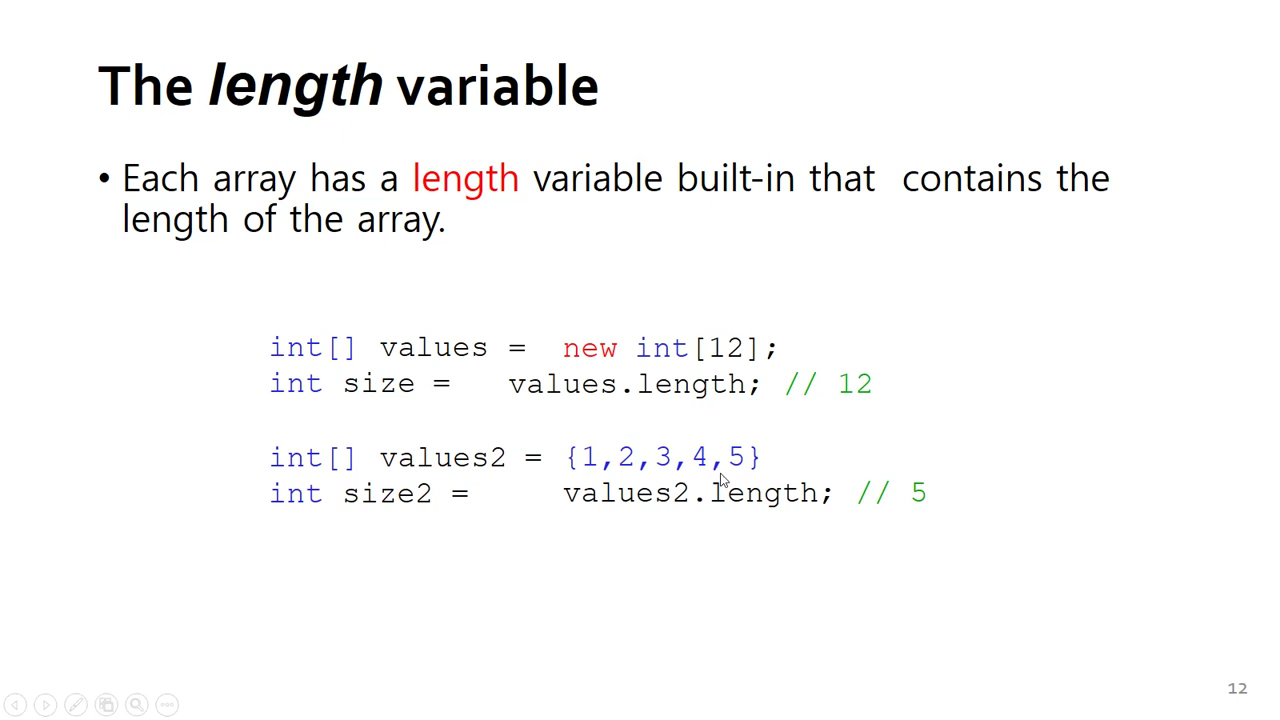 The length variable
• Each array has a length variable built-in that contains the
length of the array.
int[] values = new int[12];
int size = values.length; // 12
int[] values2 = {1,2,3,4,5}
int size2 = values2.length; // 5
12